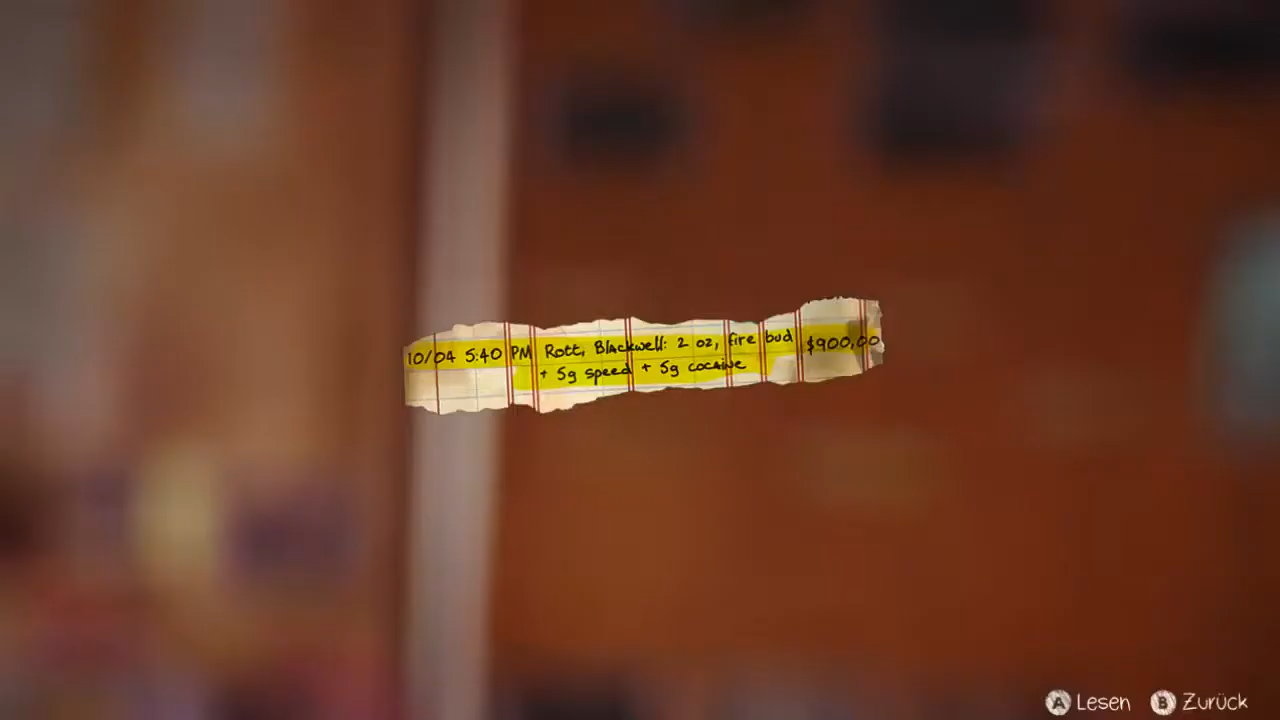 10/04 5:40 PM Rott, Blackwell: 2 oz, fire bud $900,00
+ 5g speed + 5g cocaine
A Lesen B Zurück